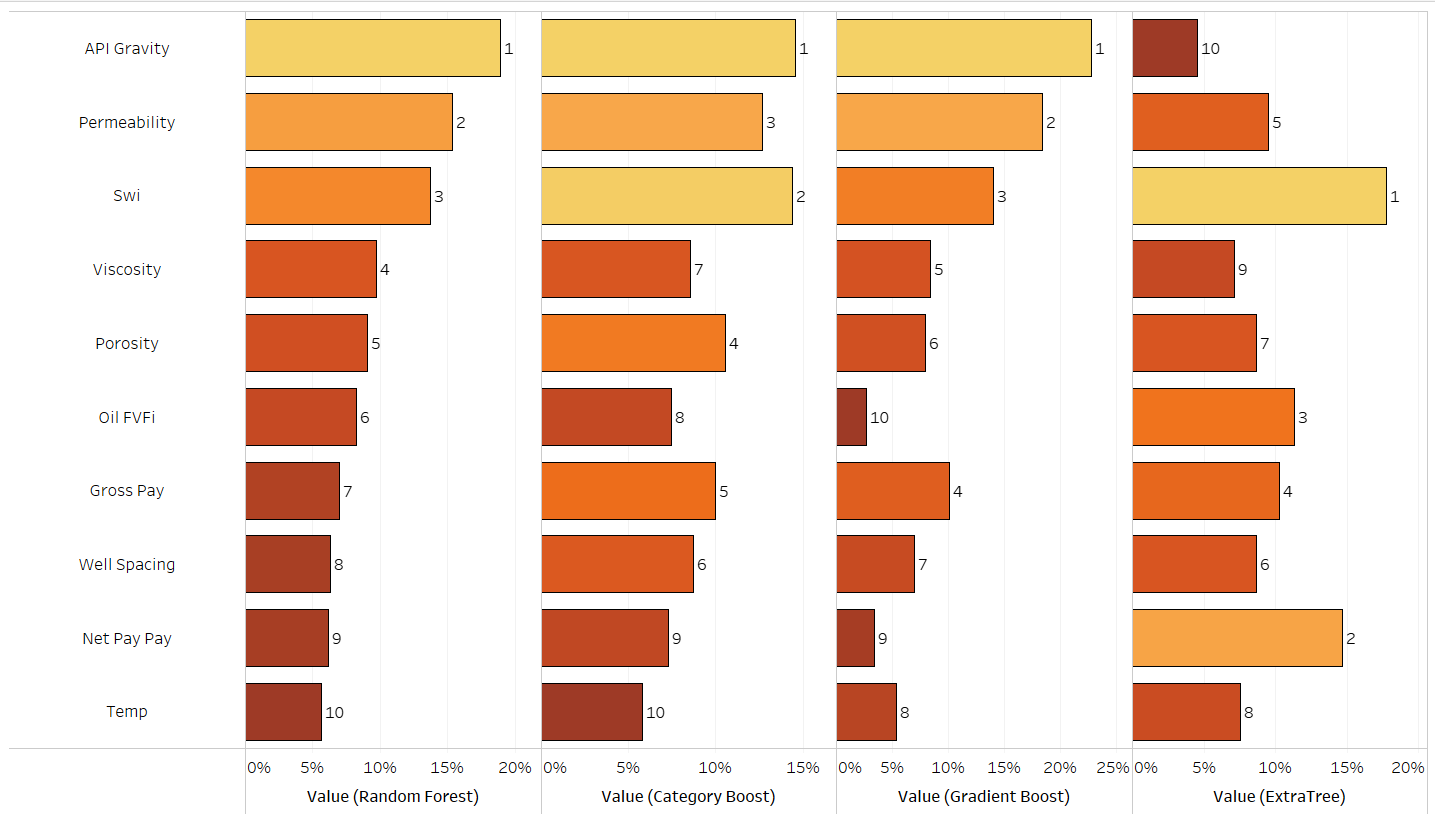 API Gravity 1 1 1 10
Permeability 2 3 2 5
Swi 3 2 3 1
Viscosity 4 7 5 9
Porosity 5 4 6 7
Oil FVFi 6 8 10 3
Gross Pay 7 5 4 4
Well Spacing 8 6 7 6
Net Pay Pay 9 9 9 2
Temp 10 10 8 8
0% 5% 10% 15% 20% 0% 5% 10% 15% 0% 5% 10% 15% 20% 25% 0% 5% 10% 15% 20%
Value (Random Forest) Value (Category Boost) Value (Gradient Boost) Value (ExtraTree)